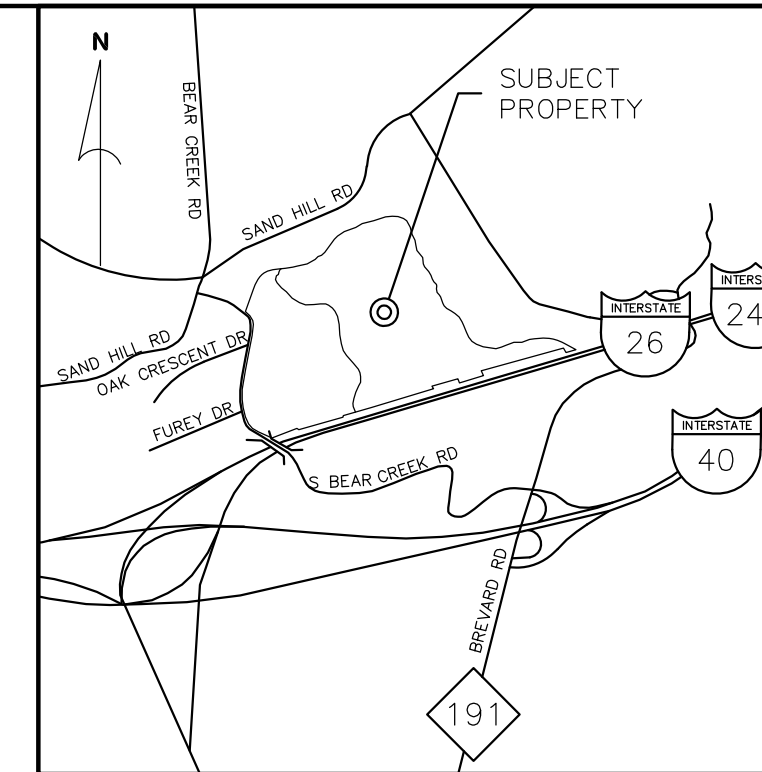 N
SUBJECT
PROPERTY
BEAR CREEK RD
SAND HILL RD
INTERSTATE
26
24
SAND HILL RD
OAK CRESCENT DR
FUREY DR
S BEAR CREEK RD
INTERSTATE
40
BREVARD RD
191